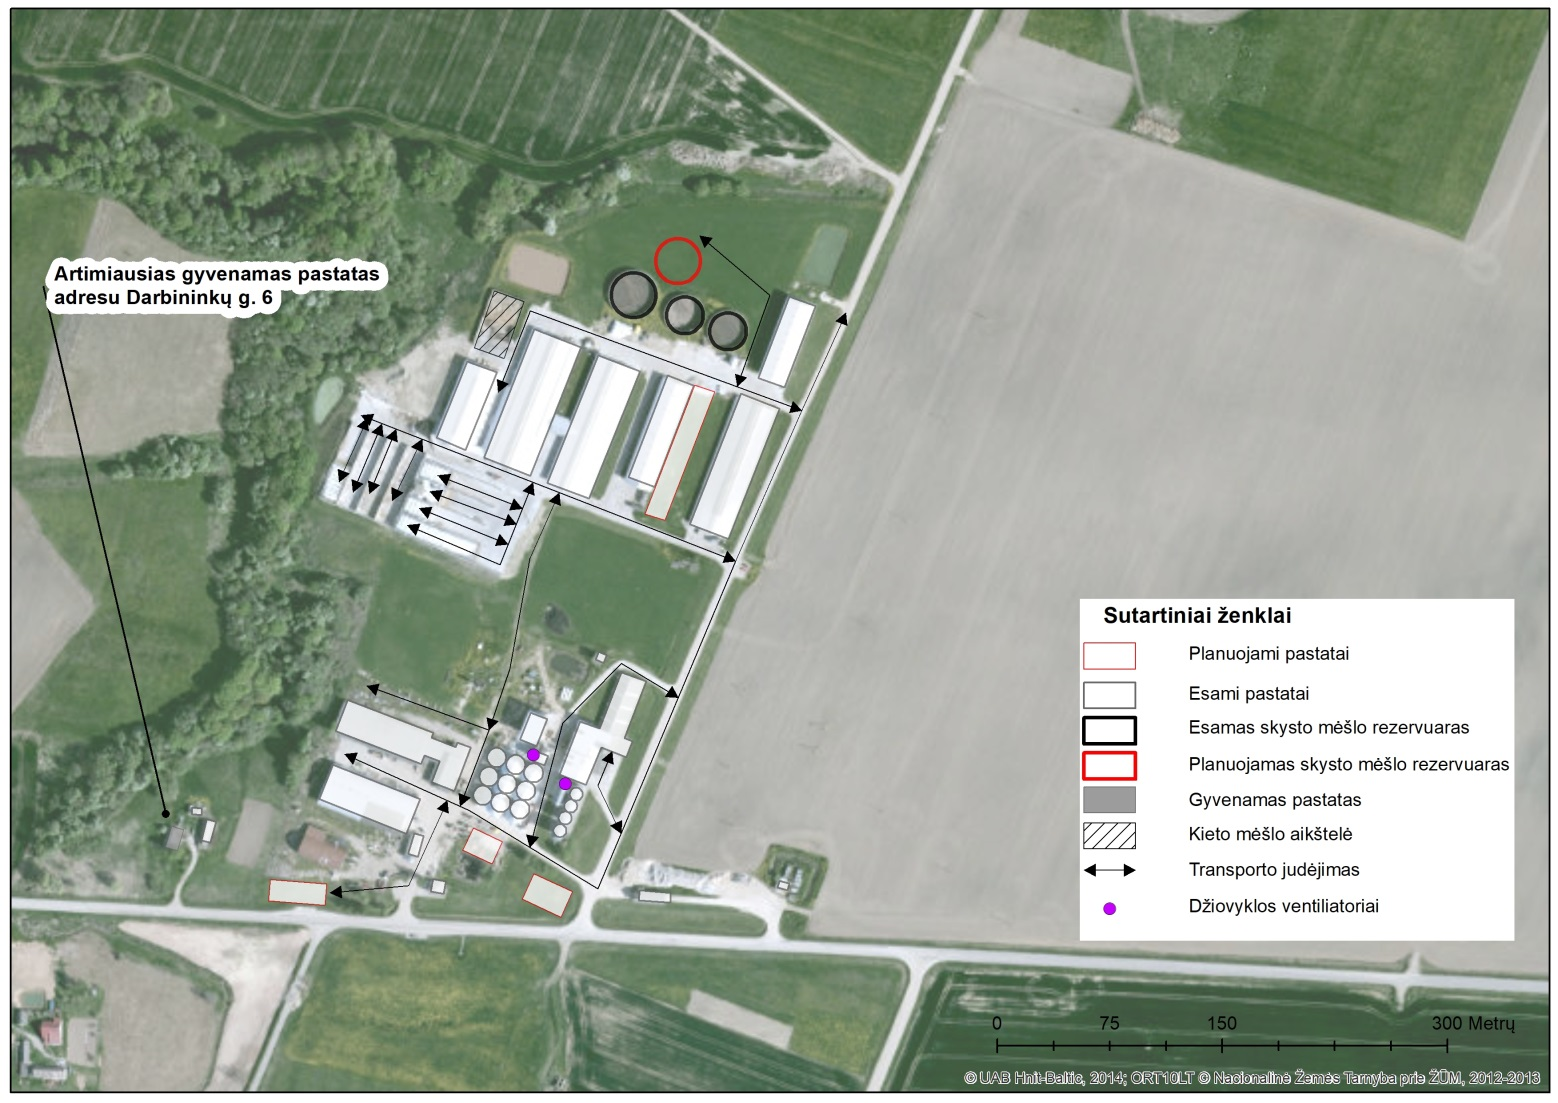 Artimiausias gyvenamas pastatas
adresu Darbininkų g. 6
Sutartiniai ženklai
Planuojami pastatai
Esami pastatai
Esamas skysto mėšlo rezervuaras
Planuojamas skysto mėšlo rezervuaras
Gyvenamas pastatas
Kieto mėšlo aikštelė
Transporto judėjimas
Džiovyklos ventiliatoriai
0 75 150 300 Metrų
© UAB Hnit-Baltic, 2014; ORT10LT © Nacionalinė Žemės Tarnyba prie ŽŪM, 2012-2013